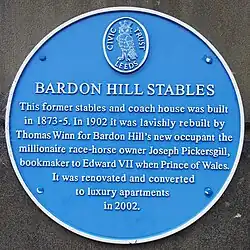 CIVIC TRUST
LEEDS
BARDON HILL STABLES
This former stables and coach house was built
in 1873-5. In 1902 it was lavishly rebuilt by
Thomas Winn for Bardon Hill's new occupant the
millionaire race-horse owner Joseph Pickersgill,
bookmaker to Edward VII when Prince of Wales.
It was renovated and converted
to luxury apartments
in 2002.